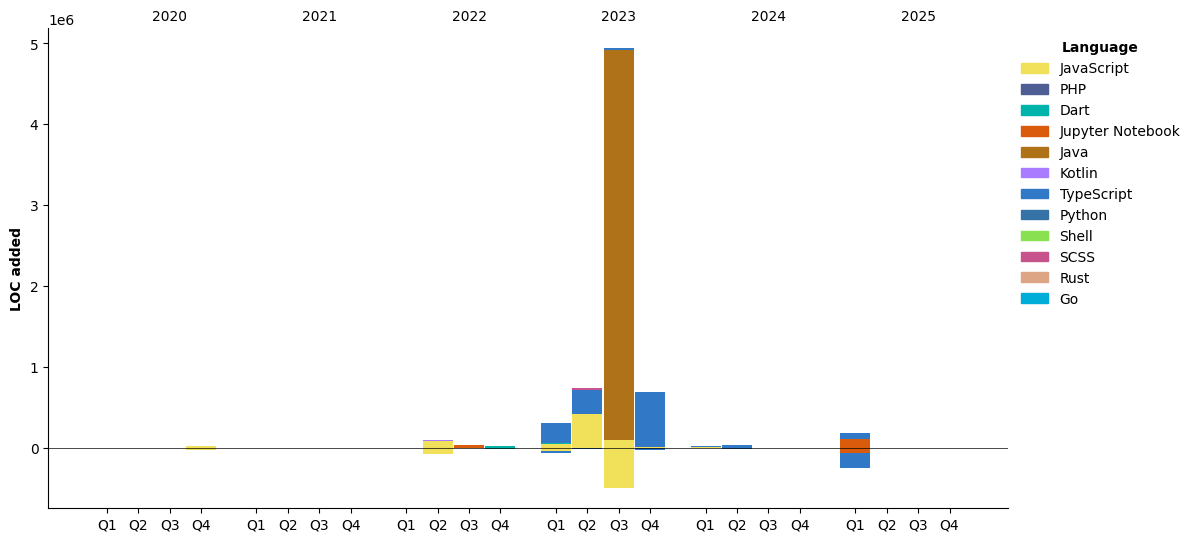 1e6
2020 2021 2022 2023 2024 2025
5
4
3
2
1
0
LOC added
Q1 Q2 Q3 Q4 Q1 Q2 Q3 Q4 Q1 Q2 Q3 Q4 Q1 Q2 Q3 Q4 Q1 Q2 Q3 Q4 Q1 Q2 Q3 Q4
Language
JavaScript
PHP
Dart
Jupyter Notebook
Java
Kotlin
TypeScript
Python
Shell
SCSS
Rust
Go